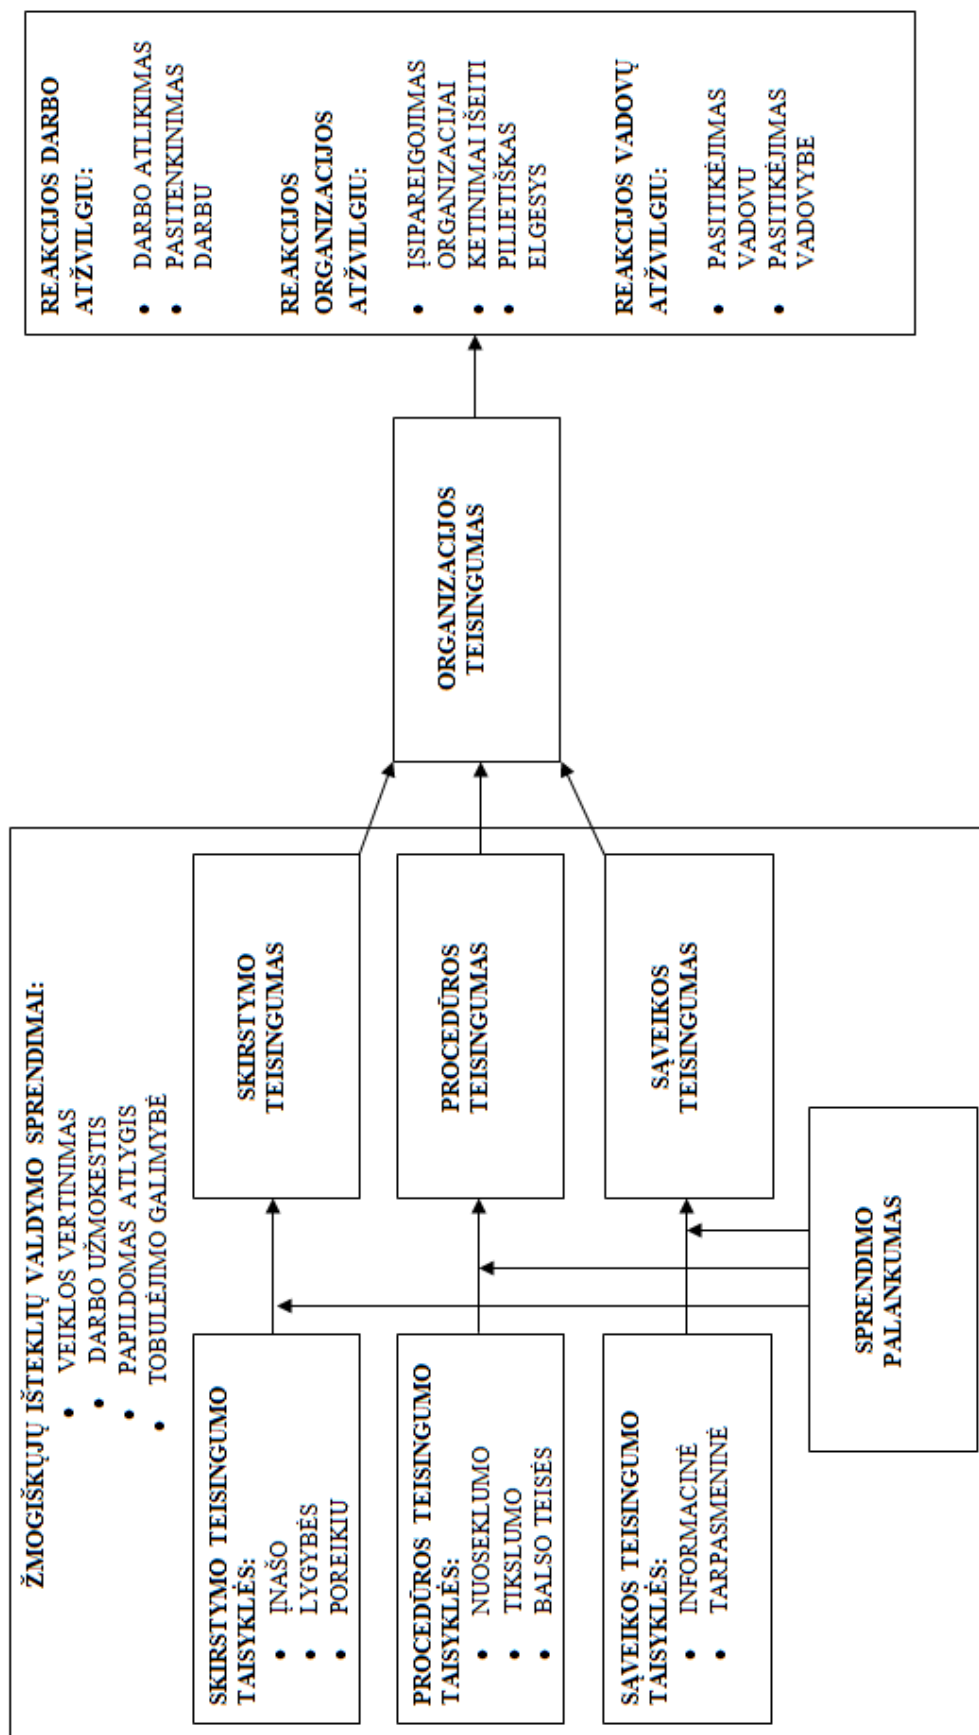 ŽMOGIŠKŲJŲ IŠTEKLIŲ VALDYMO SPRENDIMAI:
• VEIKLOS VERTINIMAS
• DARBO UŽMOKESTIS
• PAPILDOMAS ATLYGIS
• TOBULĖJIMO GALIMYBĖ
SKIRSTYMO TEISINGUMO
TAISYKLĖS:
• ĮNAŠO
• LYGYBĖS
• POREIKIU
PROCEDŪROS TEISINGUMO
TAISYKLĖS:
• NUOSEKLUMO
• TIKSLUMO
• BALSO TEISĖS
SĄVEIKOS TEISINGUMO
TAISYKLĖS:
• INFORMACINĖ
• TARPASMENINĖ
SPRENDIMO
PALANKUMAS
SKIRSTYMO
TEISINGUMAS
PROCEDŪROS
TEISINGUMAS
SĄVEIKOS
TEISINGUMAS
ORGANIZACIJOS
TEISINGUMAS
REAKCIJOS DARBO
ATŽVILGIU:
• DARBO ATLIKIMAS
• PASITENKINIMAS
DARBU
REAKCIJOS
ORGANIZACIJOS
ATŽVILGIU:
• ĮSIPAREIGOJIMAS
ORGANIZACIJAI
• KETINIMAI IŠEITI
• PILIETIŠKAS
ELGESYS
REAKCIJOS VADOVŲ
ATŽVILGIU:
• PASITIKĖJIMAS
VADOVU
• PASITIKĖJIMAS
VADOVYBE